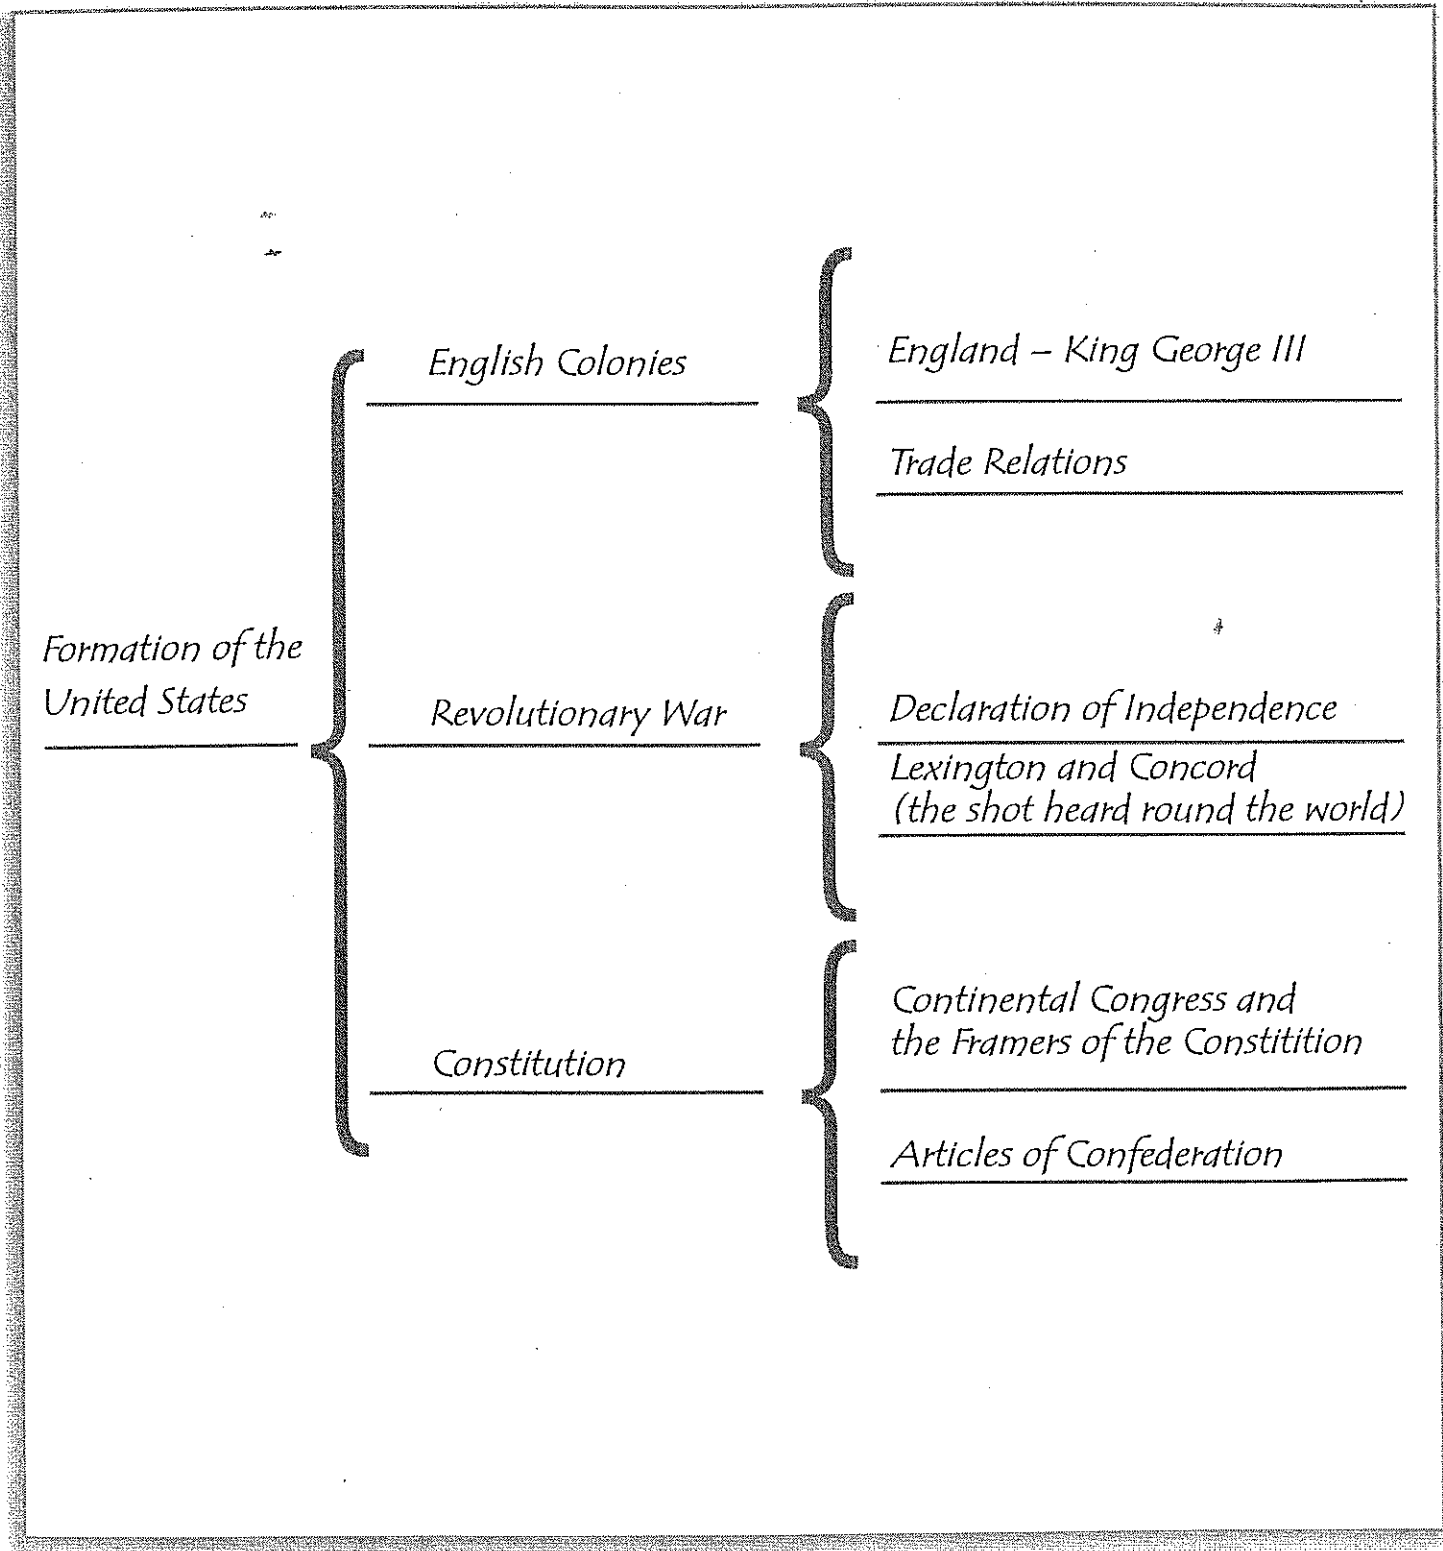 English Colonies
England – King George III
Trade Relations
Formation of the
United States
Revolutionary War
Declaration of Independence
Lexington and Concord
(the shot heard round the world)
Constitution
Continental Congress and
the Framers of the Constitition
Articles of Confederation